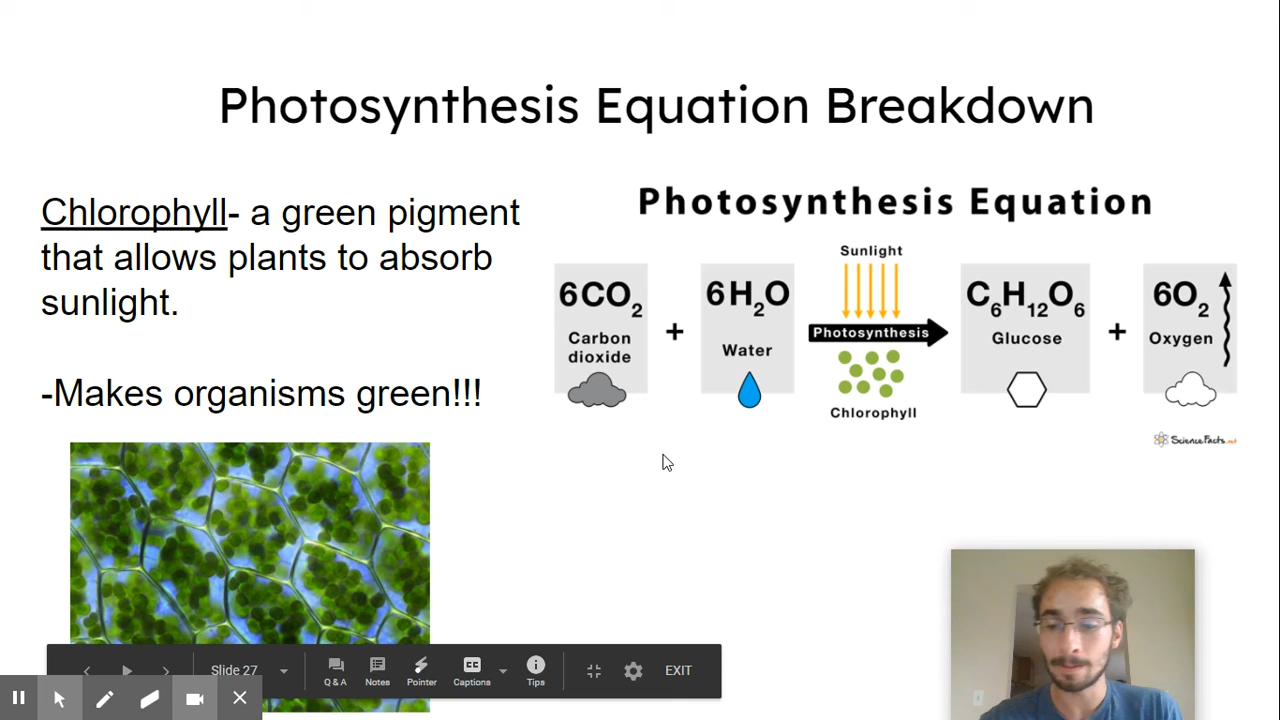 Photosynthesis Equation Breakdown
Chlorophyll- a green pigment
that allows plants to absorb
sunlight.
-Makes organisms green!!!
Photosynthesis Equation
Sunlight
6CO2 + 6H2O Photosynthesis C6H12O6 + 6O2
Carbon
dioxide
Water
Glucose
Oxygen
Chlorophyll
ScienceFacts.net
Slide 27
Q & A
Notes
Pointer
CC
Captions
Tips
EXIT